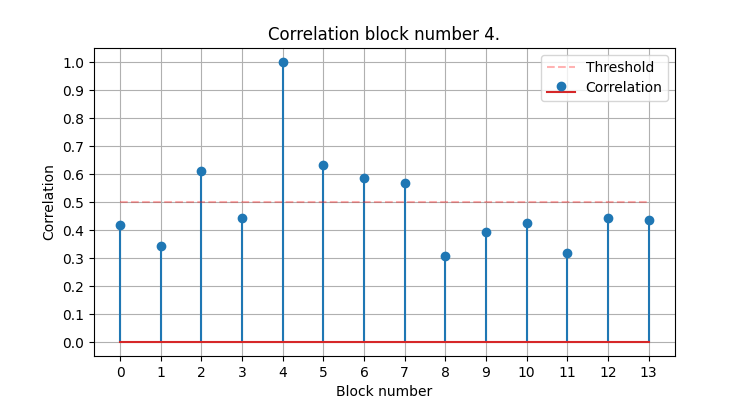 Correlation block number 4.
Threshold
Correlation
Correlation
1.0
0.9
0.8
0.7
0.6
0.5
0.4
0.3
0.2
0.1
0.0
0 1 2 3 4 5 6 7 8 9 10 11 12 13
Block number